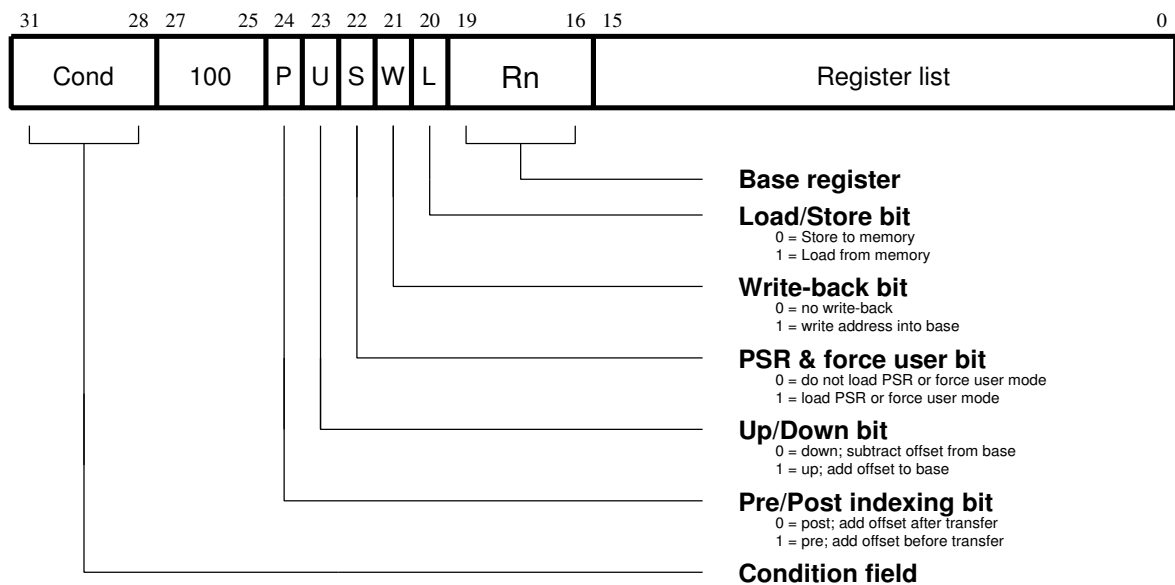 31 28 27 25 24 23 22 21 20 19 16 15 0
Cond 100 P U S W L Rn Register list
Base register
Load/Store bit
0 = Store to memory
1 = Load from memory
Write-back bit
0 = no write-back
1 = write address into base
PSR & force user bit
0 = do not load PSR or force user mode
1 = load PSR or force user mode
Up/Down bit
0 = down; subtract offset from base
1 = up; add offset to base
Pre/Post indexing bit
0 = post; add offset after transfer
1 = pre; add offset before transfer
Condition field